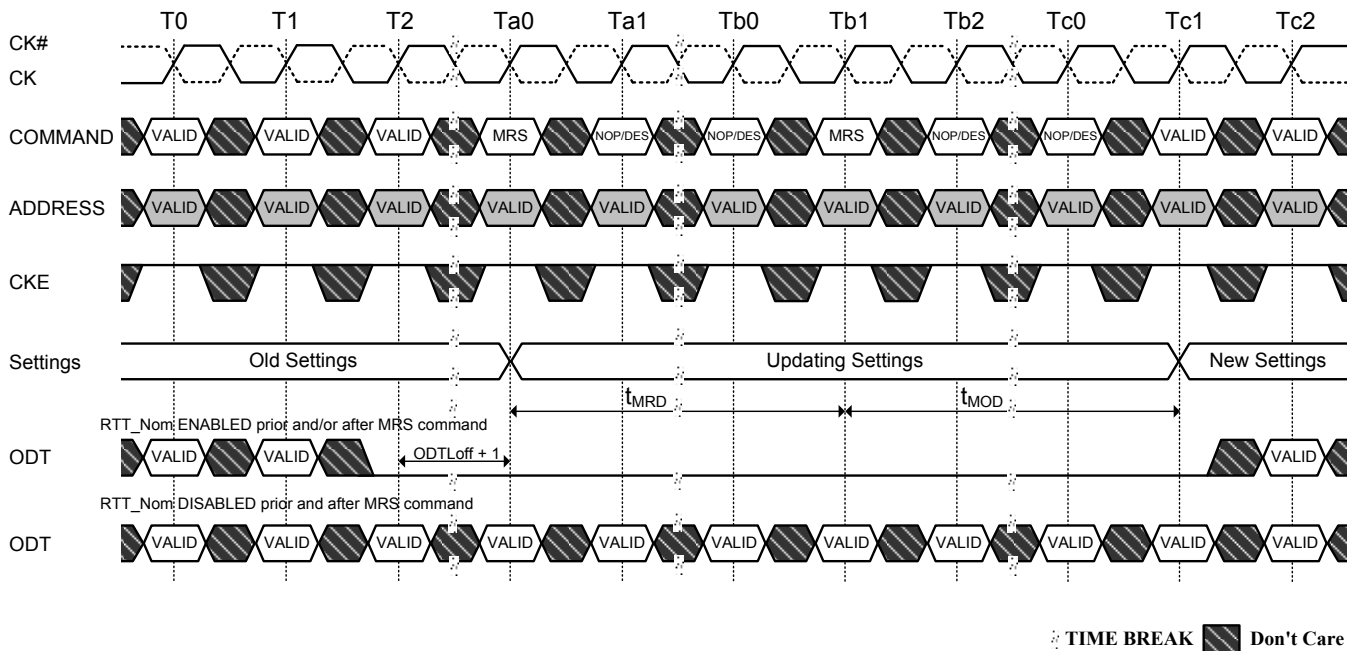 T0 T1 T2 Ta0 Ta1 Tb0 Tb1 Tb2 Tc0 Tc1 Tc2
CK#
CK
COMMAND VALID VALID VALID MRS NOP/DES NOP/DES MRS NOP/DES NOP/DES VALID VALID
ADDRESS VALID VALID VALID VALID VALID VALID VALID VALID VALID VALID VALID
CKE
Settings Old Settings Updating Settings New Settings
tMRD tMOD
RTT_Nom ENABLED prior and/or after MRS command
ODT VALID VALID ODTLoff + 1 VALID
RTT_Nom DISABLED prior and after MRS command
ODT VALID VALID VALID VALID VALID VALID VALID VALID VALID VALID VALID
TIME BREAK Don't Care